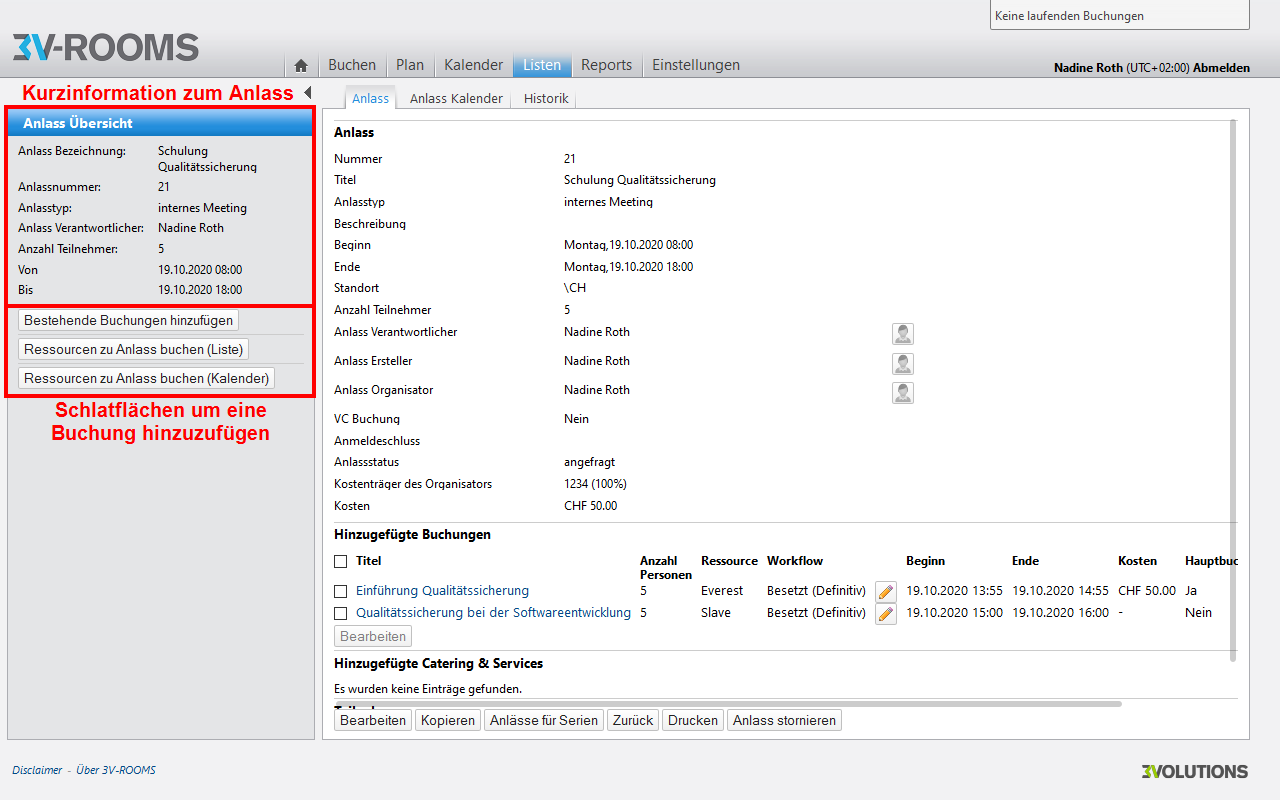 Keine laufenden Buchungen
3V-ROOMS
Buchen Plan Kalender Listen Reports Einstellungen
Nadine Roth (UTC+02:00) Abmelden
Kurzinformation zum Anlass
Anlass Übersicht
Anlass Bezeichnung: Schulung
Qualitätssicherung
Anlassnummer: 21
Anlasstyp: internes Meeting
Anlass Verantwortlicher: Nadine Roth
Anzahl Teilnehmer: 5
Von 19.10.2020 08:00
Bis 19.10.2020 18:00
Bestehende Buchungen hinzufügen
Ressourcen zu Anlass buchen (Liste)
Ressourcen zu Anlass buchen (Kalender)
Schlatflächen um eine
Buchung hinzuzufügen
Anlass Anlass Kalender Historik
Anlass
Nummer 21
Titel Schulung Qualitätssicherung
Anlasstyp internes Meeting
Beschreibung
Beginn Montag,19.10.2020 08:00
Ende Montag,19.10.2020 18:00
Standort \CH
Anzahl Teilnehmer 5
Anlass Verantwortlicher Nadine Roth
Anlass Ersteller Nadine Roth
Anlass Organisator Nadine Roth
VC Buchung Nein
Anmeldeschluss
Anlassstatus angefragt
Kostenträger des Organisators 1234 (100%)
Kosten CHF 50.00
Hinzugefügte Buchungen
Titel Anzahl Personen Ressource Workflow Beginn Ende Kosten Hauptbuc
Einführung Qualitätssicherung 5 Everest Besetzt (Definitiv) 19.10.2020 13:55 19.10.2020 14:55 CHF 50.00 Ja
Qualitätssicherung bei der Softwareentwicklung 5 Slave Besetzt (Definitiv) 19.10.2020 15:00 19.10.2020 16:00 - Nein
Bearbeiten
Hinzugefügte Catering & Services
Es wurden keine Einträge gefunden.
Bearbeiten Kopieren Anlässe für Serien Zurück Drucken Anlass stornieren
Disclaimer - Über 3V-ROOMS
3VOLUTIONS